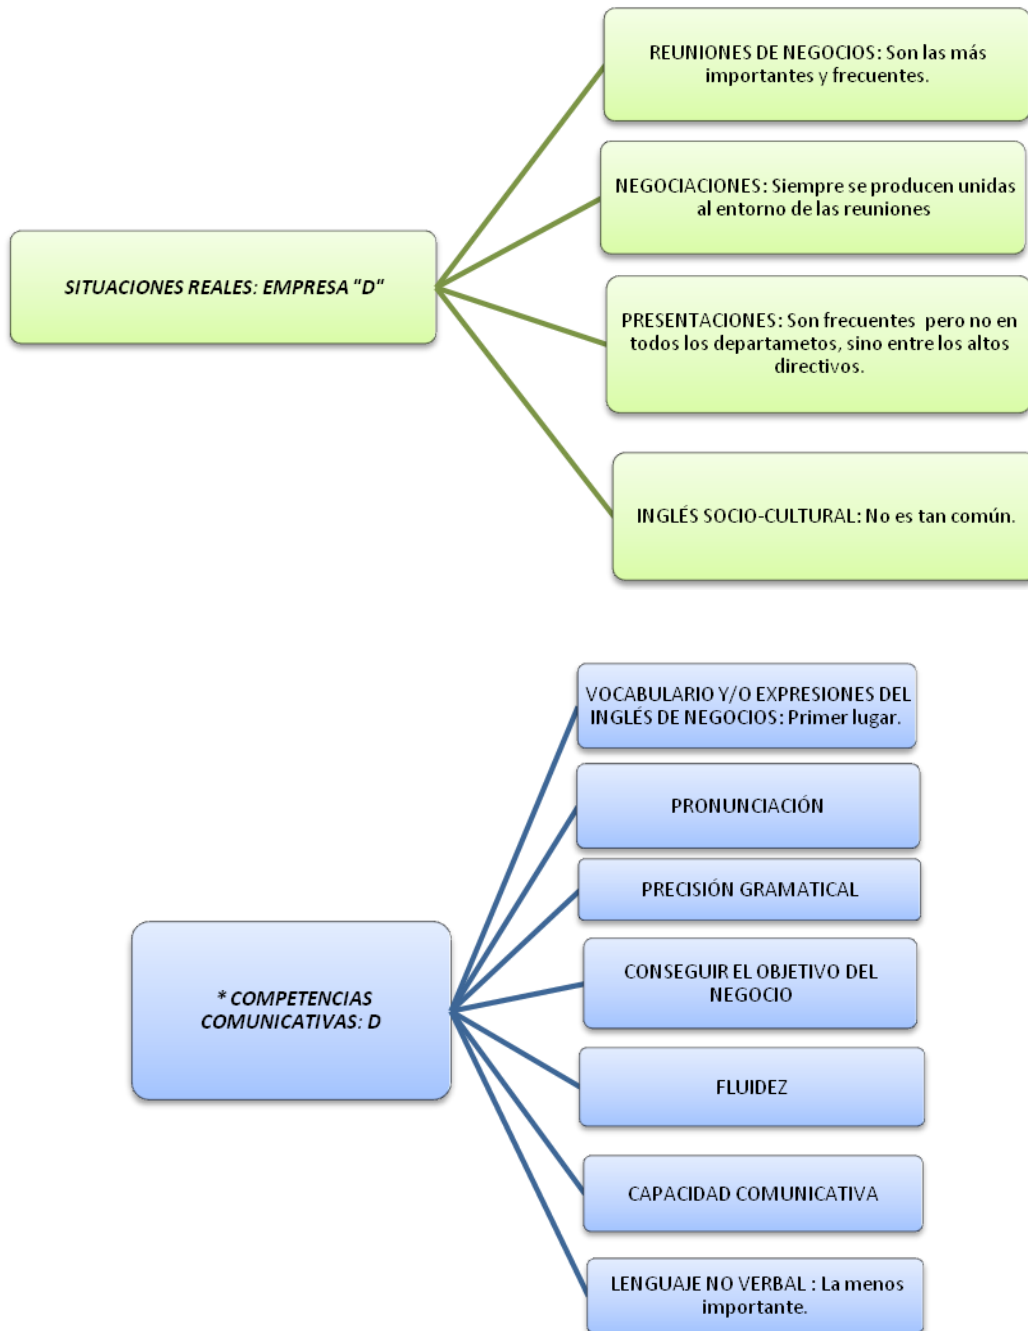 REUNIONES DE NEGOCIOS: Son las más
importantes y frecuentes.
NEGOCIACIONES: Siempre se producen unidas
al entorno de las reuniones
SITUACIONES REALES: EMPRESA "D"
PRESENTACIONES: Son frecuentes pero no en
todos los departametos, sino entre los altos
directivos.
INGLÉS SOCIO-CULTURAL: No es tan común.
VOCABULARIO Y/O EXPRESIONES DEL
INGLÉS DE NEGOCIOS: Primer lugar.
PRONUNCIACIÓN
PRECISIÓN GRAMATICAL
CONSEGUIR EL OBJETIVO DEL
NEGOCIO
* COMPETENCIAS
COMUNICATIVAS: D
FLUIDEZ
CAPACIDAD COMUNICATIVA
LENGUAJE NO VERBAL : La menos
importante.